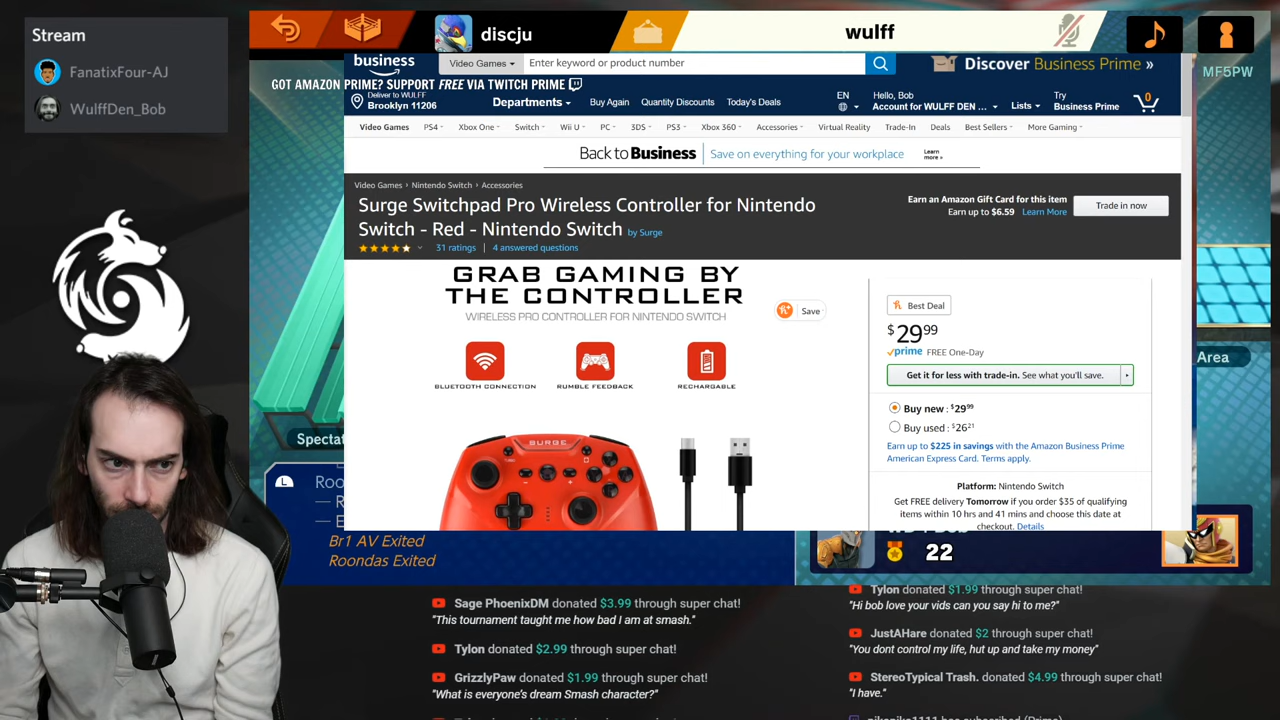 Stream
FanatixFour-AJ
WulffDen_Bob
discju
wulff
MF5PW
business
Video Games
Enter keyword or product number
Discover Business Prime »
GOT AMAZON PRIME? SUPPORT FREE VIA TWITCH PRIME
Deliver to WULFF
Brooklyn 11206
Departments
Buy Again
Quantity Discounts
Today's Deals
EN
Hello, Bob
Account for WULFF DEN ...
Lists
Try
Business Prime
0
Video Games
PS4
Xbox One
Switch
Wii U
PC
3DS
PS3
Xbox 360
Accessories
Virtual Reality
Trade-In
Deals
Best Sellers
More Gaming
Back to Business
Save on everything for your workplace
Learn
more »
Video Games › Nintendo Switch › Accessories
Surge Switchpad Pro Wireless Controller for Nintendo
Switch - Red - Nintendo Switch by Surge
31 ratings | 4 answered questions
Earn an Amazon Gift Card for this item
Earn up to $6.59 Learn More
Trade in now
GRAB GAMING BY
THE CONTROLLER
WIRELESS PRO CONTROLLER FOR NINTENDO SWITCH
BLUETOOTH CONNECTION
RUMBLE FEEDBACK
RECHARGABLE
SURGE
Save
Best Deal
$29 99
prime FREE One-Day
Get it for less with trade-in. See what you'll save.
Buy new : $29 99
Buy used : $26 21
Earn up to $225 in savings with the Amazon Business Prime
American Express Card. Terms apply.
Platform: Nintendo Switch
Get FREE delivery Tomorrow if you order $35 of qualifying
items within 10 hrs and 41 mins and choose this date at
checkout. Details
Area
Spectat
Roo
Br1 AV Exited
Roondas Exited
22
Sage PhoenixDM donated $3.99 through super chat!
"This tournament taught me how bad I am at smash."
Tylon donated $2.99 through super chat!
GrizzlyPaw donated $1.99 through super chat!
"What is everyone's dream Smash character?"
Tylon donated $1.99 through super chat!
"Hi bob love your vids can you say hi to me?"
JustAHare donated $2 through super chat!
"You dont control my life, hut up and take my money"
StereoTypical Trash. donated $4.99 through super chat!
"I have."